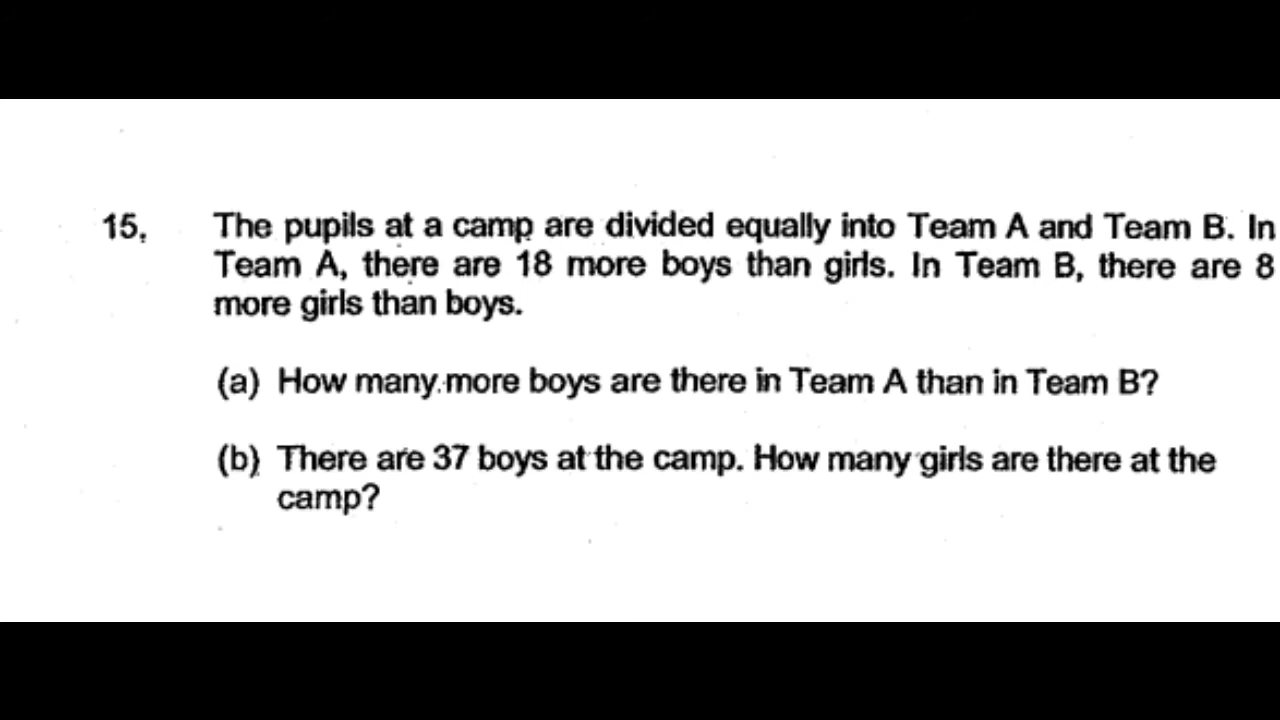 15. The pupils at a camp are divided equally into Team A and Team B. In
Team A, there are 18 more boys than girls. In Team B, there are 8
more girls than boys.
(a) How many more boys are there in Team A than in Team B?
(b) There are 37 boys at the camp. How many girls are there at the
camp?